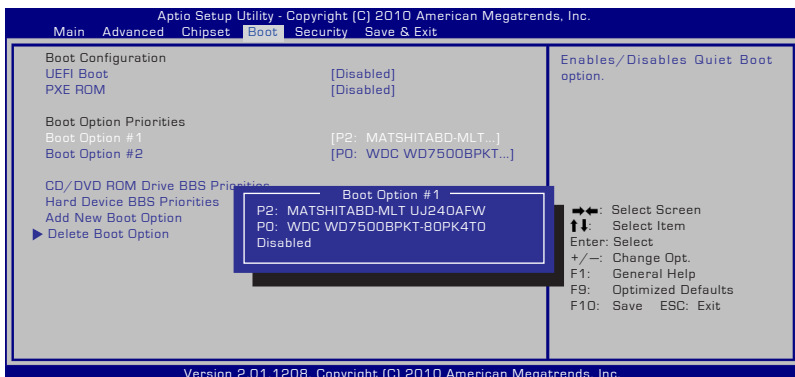 Aptio Setup Utility - Copyright (C) 2010 American Megatrends, Inc.
Main Advanced Chipset Boot Security Save & Exit
Boot Configuration
UEFI Boot [Disabled]
PXE ROM [Disabled]
Boot Option Priorities
Boot Option #1 [P2: MATSHITABD-MLT...]
Boot Option #2 [P0: WDC WD7500BPKT...]
CD/DVD ROM Drive BBS Priorities
Hard Device BBS Priorities
Add New Boot Option
Delete Boot Option
Boot Option #1
P2: MATSHITABD-MLT UJ240AFW
P0: WDC WD7500BPKT-80PK4T0
Disabled
Enables/Disables Quiet Boot
option.
→←: Select Screen
↑↓: Select Item
Enter: Select
+/—: Change Opt.
F1: General Help
F9: Optimized Defaults
F10: Save ESC: Exit
Version 2.01.1208. Copyright (C) 2010 American Megatrends, Inc.